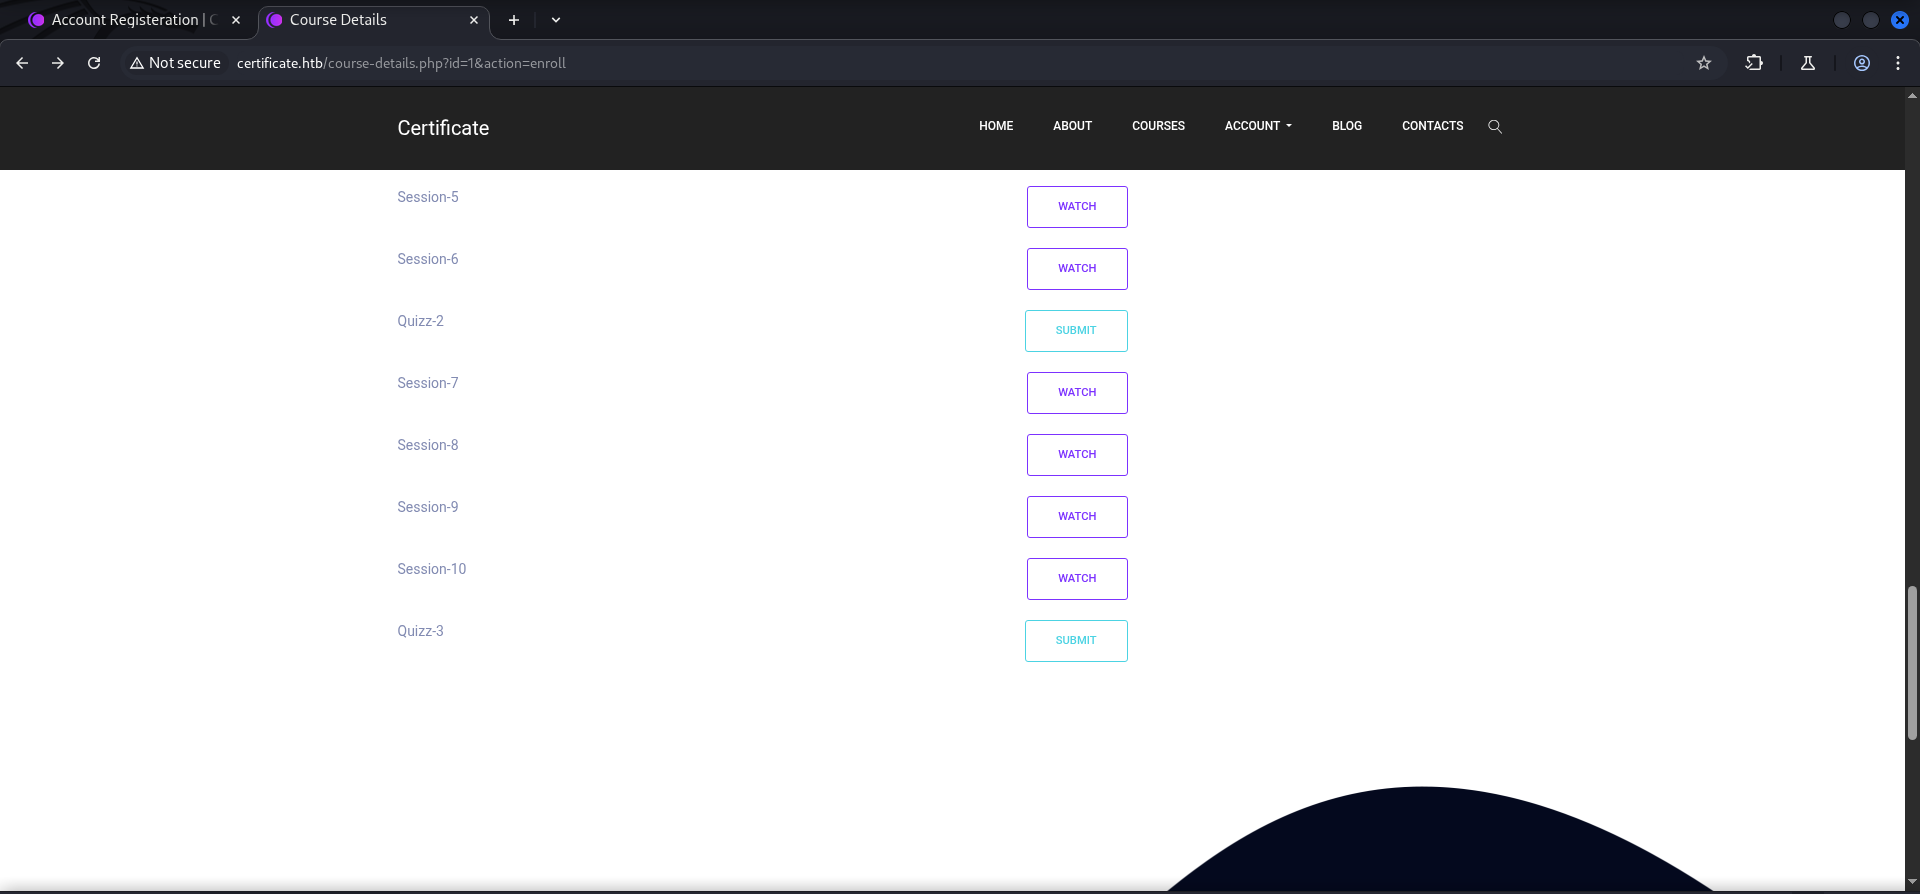 Account Registeration | C
Course Details
Not secure
certificate.htb/course-details.php?id=1&action=enroll
Certificate
HOME
ABOUT
COURSES
ACCOUNT
BLOG
CONTACTS
Session-5
WATCH
Session-6
WATCH
Quizz-2
SUBMIT
Session-7
WATCH
Session-8
WATCH
Session-9
WATCH
Session-10
WATCH
Quizz-3
SUBMIT